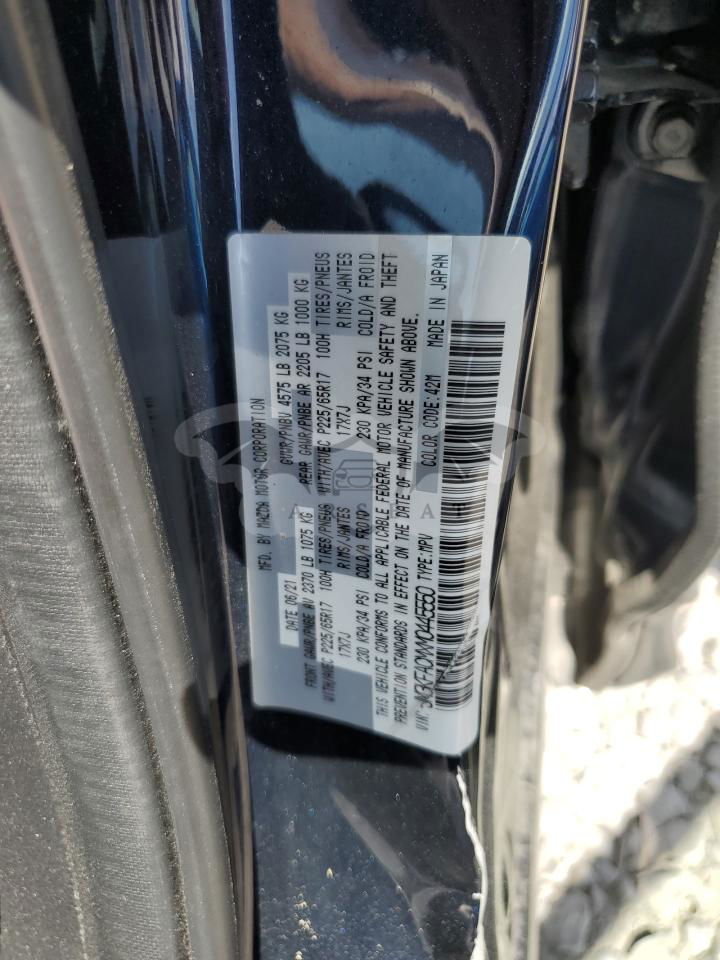 MFD. BY MAZDA MOTOR CORPORATION
DATE 06/21 GVWR/PNBV 4575 LB 2075 KG
FRONT GAWR/PNBE AV 2370 LB 1075 KG REAR GAWR/PNBE AR 2205 LB 1000 KG
WITH/AVEC P225/65R17 100H TIRES/PNEUS WITH/AVEC P225/65R17 100H TIRES/PNEUS
17X7J RIMS/JANTES 17X7J RIMS/JANTES
230 KPA/34 PSI COLD/A FROID 230 KPA/34 PSI COLD/A FROID
THIS VEHICLE CONFORMS TO ALL APPLICABLE FEDERAL MOTOR VEHICLE SAFETY AND THEFT
PREVENTION STANDARDS IN EFFECT ON THE DATE OF MANUFACTURE SHOWN ABOVE.
VIN: TYPE:MPV COLOR CODE:42M MADE IN JAPAN